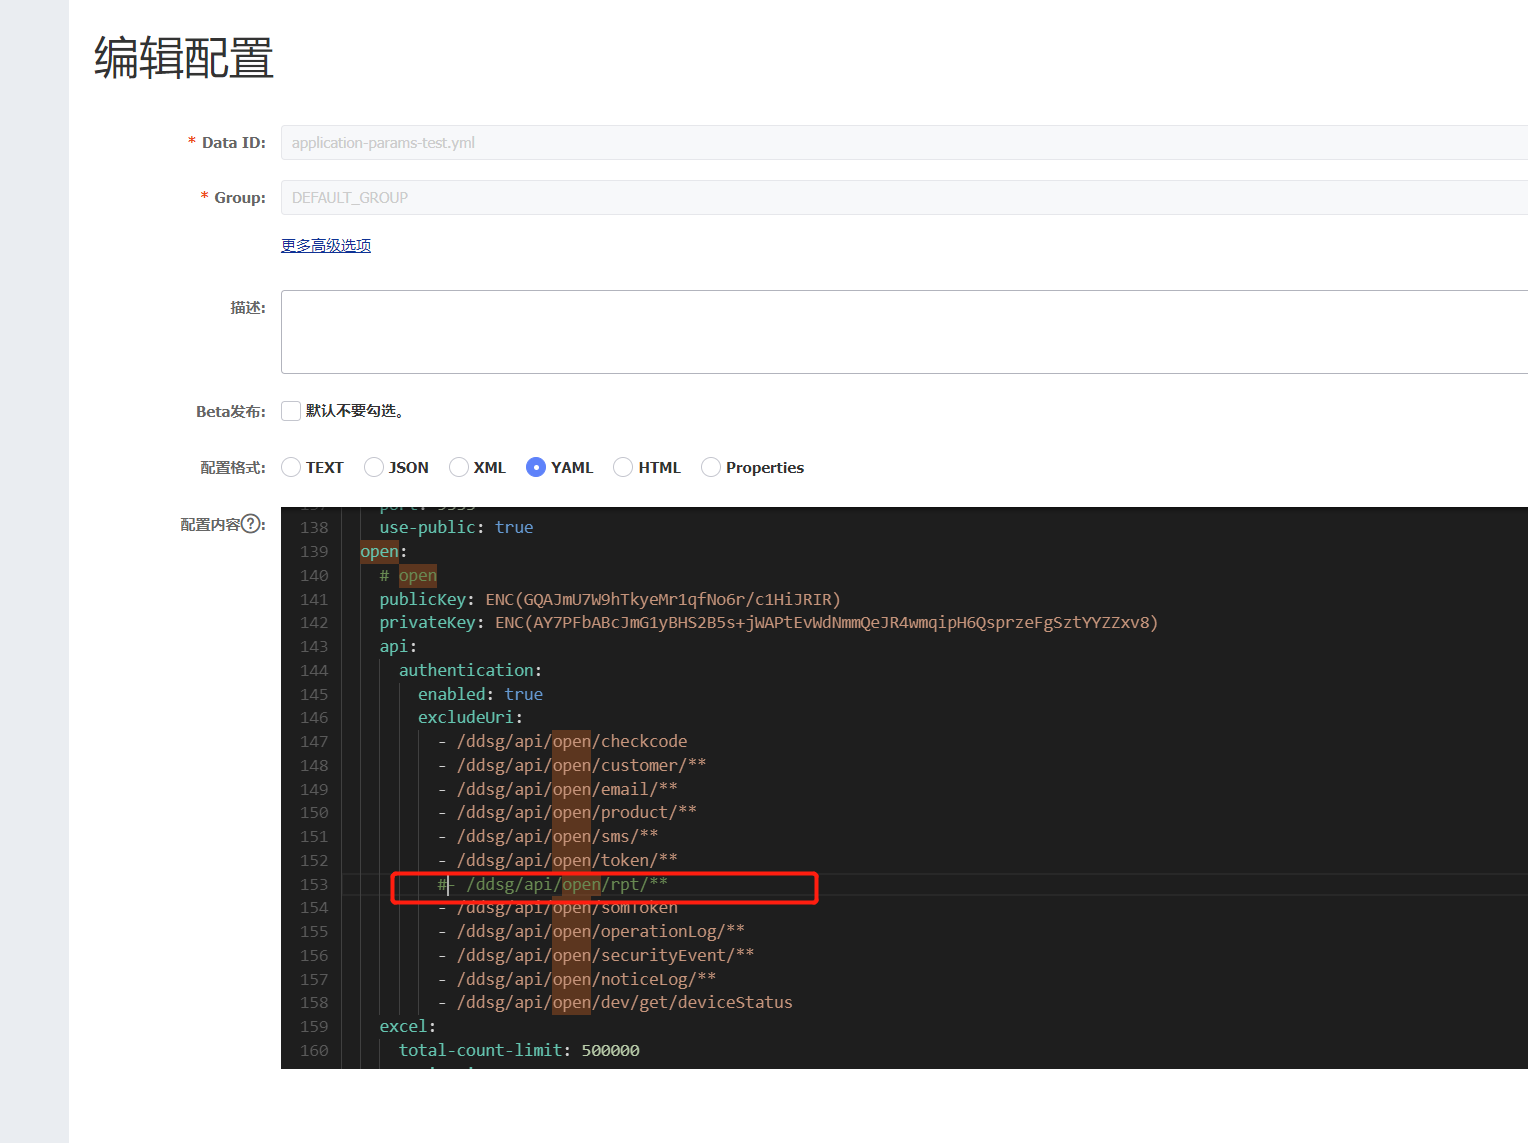 编辑配置
* Data ID: application-params-test.yml
* Group: DEFAULT_GROUP
更多高级选项
描述:
Beta发布: 默认不要勾选。
配置格式: TEXT JSON XML YAML HTML Properties
配置内容?:
138 use-public: true
139 open:
140 # open
141 publicKey: ENC(GQAJmU7W9hTkyeMr1qfNo6r/c1HiJRIR)
142 privateKey: ENC(AY7PFbABcJmG1yBHS2B5s+jWAPtEvWdNmmQeJR4wmqipH6QsprzeFgSztYYZZxv8)
143 api:
144 authentication:
145 enabled: true
146 excludeUri:
147 - /ddsg/api/open/checkcode
148 - /ddsg/api/open/customer/**
149 - /ddsg/api/open/email/**
150 - /ddsg/api/open/product/**
151 - /ddsg/api/open/sms/**
152 - /ddsg/api/open/token/**
153 #- /ddsg/api/open/rpt/**
154 - /ddsg/api/open/somToken
155 - /ddsg/api/open/operationLog/**
156 - /ddsg/api/open/securityEvent/**
157 - /ddsg/api/open/noticeLog/**
158 - /ddsg/api/open/dev/get/deviceStatus
159 excel:
160 total-count-limit: 500000